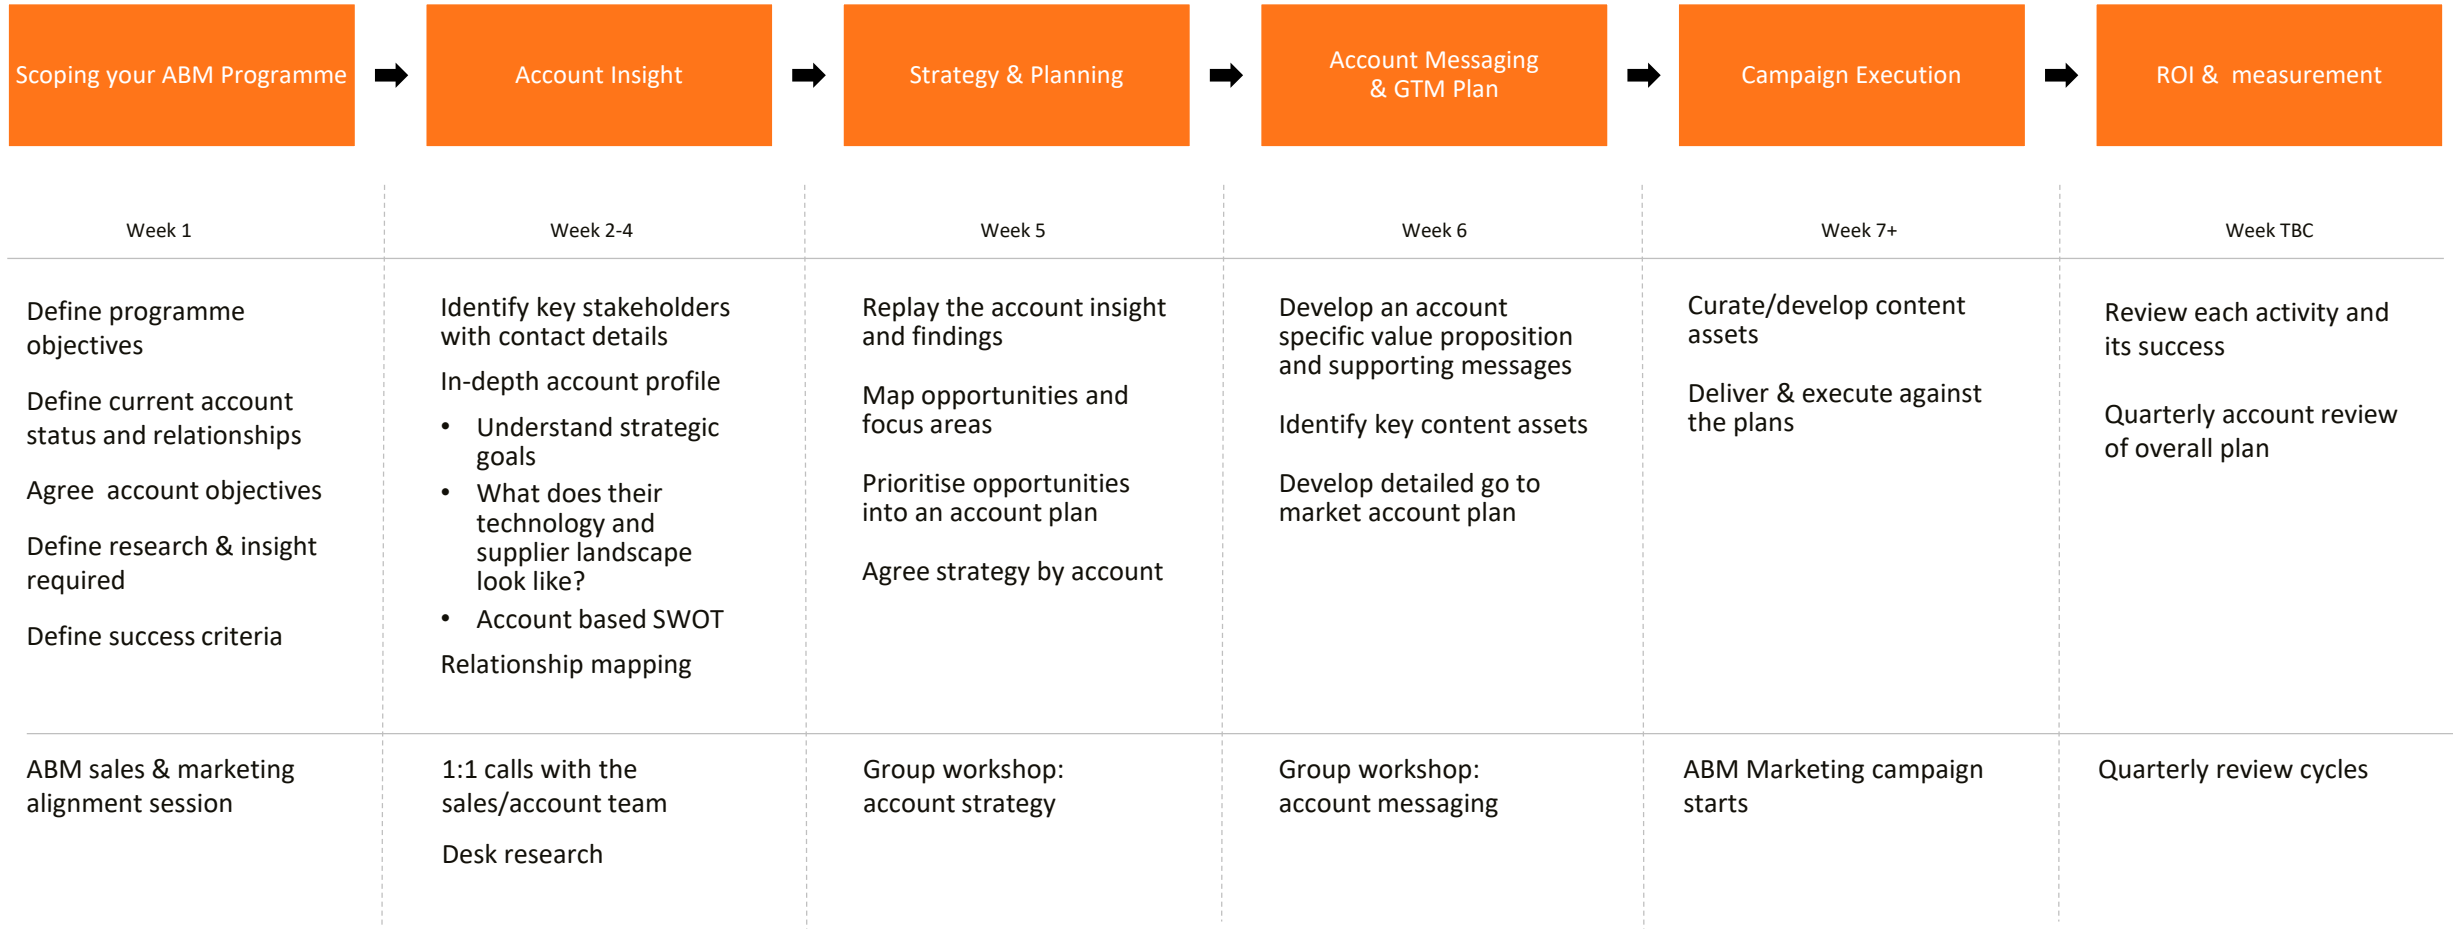 Scoping your ABM Programme
Account Insight
Strategy & Planning
Account Messaging
& GTM Plan
Campaign Execution
ROI & measurement
Week 1
Week 2-4
Week 5
Week 6
Week 7+
Week TBC
Define programme
objectives
Define current account
status and relationships
Agree account objectives
Define research & insight
required
Define success criteria
Identify key stakeholders
with contact details
In-depth account profile
• Understand strategic
goals
• What does their
technology and
supplier landscape
look like?
• Account based SWOT
Relationship mapping
Replay the account insight
and findings
Map opportunities and
focus areas
Prioritise opportunities
into an account plan
Agree strategy by account
Develop an account
specific value proposition
and supporting messages
Identify key content assets
Develop detailed go to
market account plan
Curate/develop content
assets
Deliver & execute against
the plans
Review each activity and
its success
Quarterly account review
of overall plan
ABM sales & marketing
alignment session
1:1 calls with the
sales/account team
Desk research
Group workshop:
account strategy
Group workshop:
account messaging
ABM Marketing campaign
starts
Quarterly review cycles